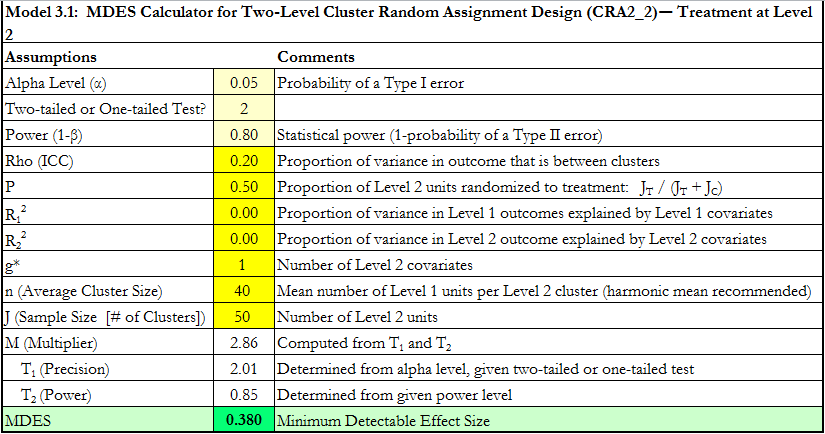 Model 3.1: MDES Calculator for Two-Level Cluster Random Assignment Design (CRA2_2)— Treatment at Level
2
Assumptions Comments
Alpha Level (α) 0.05 Probability of a Type I error
Two-tailed or One-tailed Test? 2
Power (1-β) 0.80 Statistical power (1-probability of a Type II error)
Rho (ICC) 0.20 Proportion of variance in outcome that is between clusters
P 0.50 Proportion of Level 2 units randomized to treatment: J_T / (J_T + J_C)
R₁² 0.00 Proportion of variance in Level 1 outcomes explained by Level 1 covariates
R₂² 0.00 Proportion of variance in Level 2 outcome explained by Level 2 covariates
g* 1 Number of Level 2 covariates
n (Average Cluster Size) 40 Mean number of Level 1 units per Level 2 cluster (harmonic mean recommended)
J (Sample Size [# of Clusters]) 50 Number of Level 2 units
M (Multiplier) 2.86 Computed from T₁ and T₂
T₁ (Precision) 2.01 Determined from alpha level, given two-tailed or one-tailed test
T₂ (Power) 0.85 Determined from given power level
MDES 0.380 Minimum Detectable Effect Size